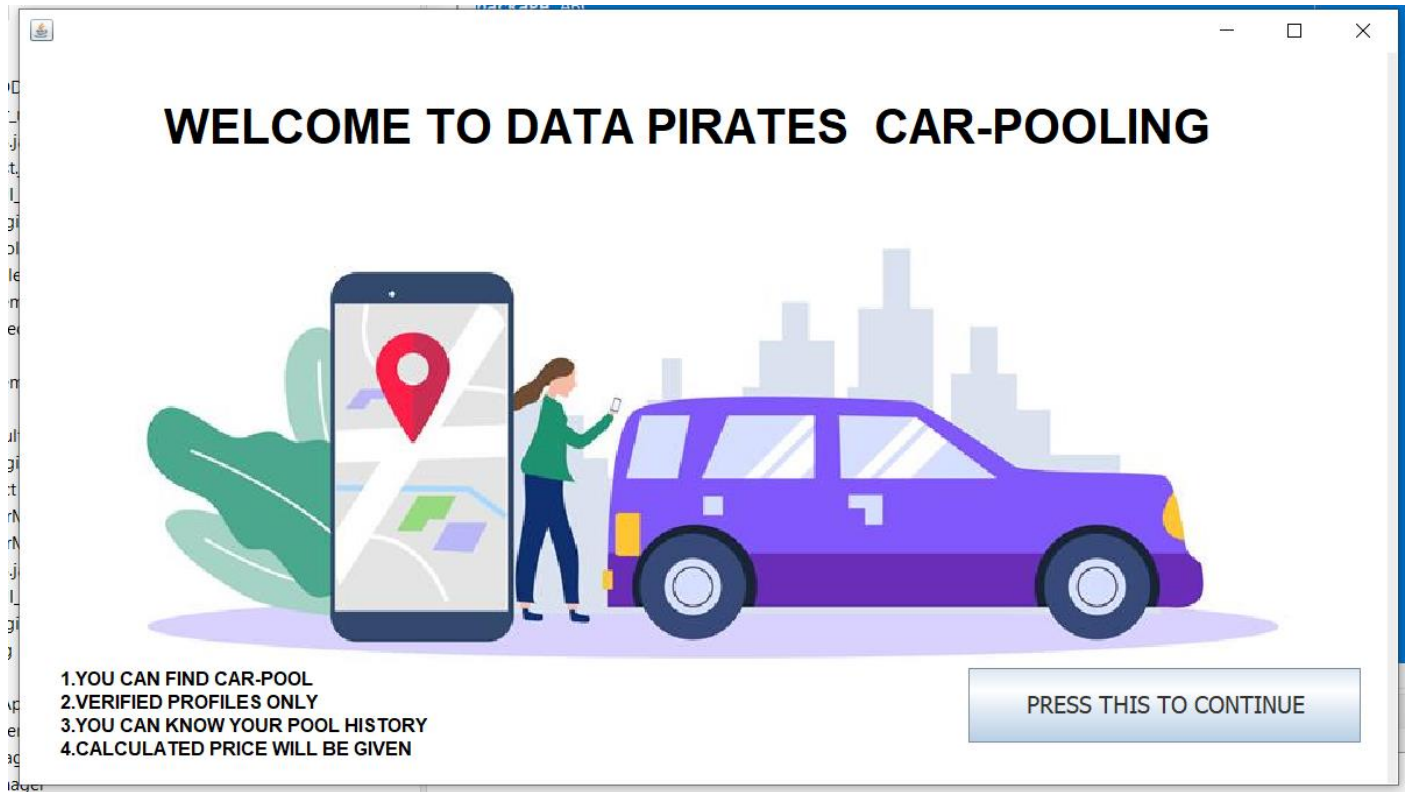 WELCOME TO DATA PIRATES  CAR-POOLING
1.YOU CAN FIND CAR-POOL
2.VERIFIED PROFILES ONLY
3.YOU CAN KNOW YOUR POOL HISTORY
4.CALCULATED PRICE WILL BE GIVEN
PRESS THIS TO CONTINUE